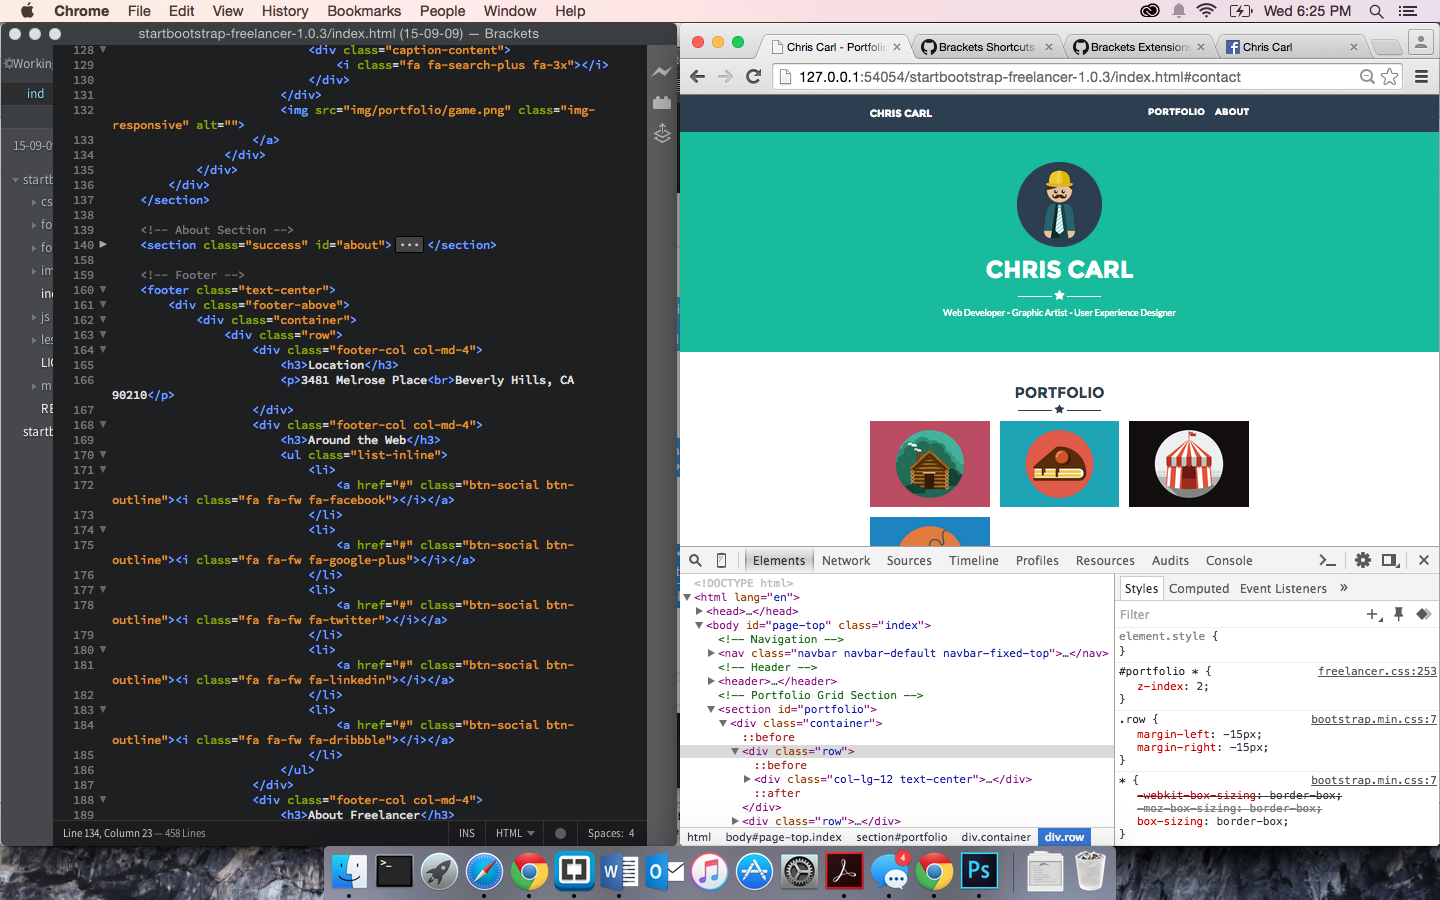 Chrome File Edit View History Bookmarks People Window Help Wed 6:25 PM
startbootstrap-freelancer-1.0.3/index.html (15-09-09) — Brackets
Working
ind
15-09-0
startb
cs
fo
fo
im
ind
js
les
LIC
m
RE
startb
128 <div class="caption-content">
129 <i class="fa fa-search-plus fa-3x"></i>
130 </div>
131 </div>
132 <img src="img/portfolio/game.png" class="img-
responsive" alt="">
133 </a>
134 </div>
135 </div>
136 </div>
137 </section>
138
139 <!-- About Section -->
140 <section class="success" id="about"> ... </section>
158
159 <!-- Footer -->
160 <footer class="text-center">
161 <div class="footer-above">
162 <div class="container">
163 <div class="row">
164 <div class="footer-col col-md-4">
165 <h3>Location</h3>
166 <p>3481 Melrose Place<br>Beverly Hills, CA
90210</p>
167 </div>
168 <div class="footer-col col-md-4">
169 <h3>Around the Web</h3>
170 <ul class="list-inline">
171 <li>
172 <a href="#" class="btn-social btn-
outline"><i class="fa fa-fw fa-facebook"></i></a>
173 </li>
174 <li>
175 <a href="#" class="btn-social btn-
outline"><i class="fa fa-fw fa-google-plus"></i></a>
176 </li>
177 <li>
178 <a href="#" class="btn-social btn-
outline"><i class="fa fa-fw fa-twitter"></i></a>
179 </li>
180 <li>
181 <a href="#" class="btn-social btn-
outline"><i class="fa fa-fw fa-linkedin"></i></a>
182 </li>
183 <li>
184 <a href="#" class="btn-social btn-
outline"><i class="fa fa-fw fa-dribbble"></i></a>
185 </li>
186 </ul>
187 </div>
188 <div class="footer-col col-md-4">
189 <h3>About Freelancer</h3>
Line 134, Column 23 — 458 Lines INS HTML Spaces: 4
Chris Carl - Portfolio Brackets Shortcuts Brackets Extensions Chris Carl
127.0.0.1:54054/startbootstrap-freelancer-1.0.3/index.html#contact
CHRIS CARL PORTFOLIO ABOUT
CHRIS CARL
Web Developer - Graphic Artist - User Experience Designer
PORTFOLIO
Elements Network Sources Timeline Profiles Resources Audits Console
<!DOCTYPE html>
<html lang="en">
<head>…</head>
<body id="page-top" class="index">
<!-- Navigation -->
<nav class="navbar navbar-default navbar-fixed-top">…</nav>
<!-- Header -->
<header>…</header>
<!-- Portfolio Grid Section -->
<section id="portfolio">
<div class="container">
::before
<div class="row">
::before
<div class="col-lg-12 text-center">…</div>
::after
</div>
<div class="row">…</div>
html body#page-top.index section#portfolio div.container div.row
Styles Computed Event Listeners »
Filter
element.style {
}
#portfolio * { freelancer.css:253
z-index: 2;
}
.row { bootstrap.min.css:7
margin-left: -15px;
margin-right: -15px;
}
* { bootstrap.min.css:7
-webkit-box-sizing: border-box;
-moz-box-sizing: border-box;
box-sizing: border-box;
}
W O 4 Ps